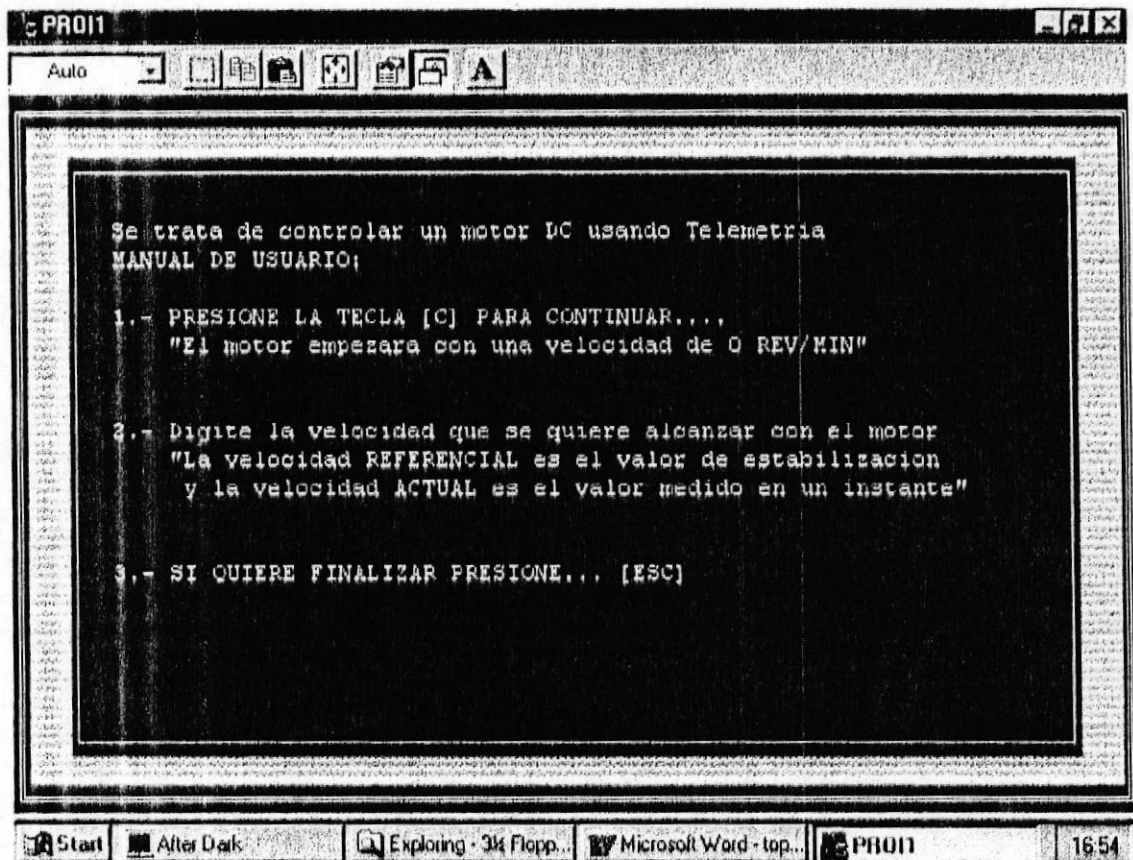 PROI1
Auto
A
Se trata de controlar un motor DC usando Telemetria
MANUAL DE USUARIO:
1.- PRESIONE LA TECLA [C] PARA CONTINUAR....
"El motor empezara con una velocidad de 0 REV/MIN"
2.- Digite la velocidad que se quiere alcanzar con el motor
"La velocidad REFERENCIAL es el valor de estabilizacion
y la velocidad ACTUAL es el valor medido en un instante"
3.- SI QUIERE FINALIZAR PRESIONE... [ESC]
Start After Dark Exploring - 3½ Flopp... Microsoft Word - top... PROI1 16:54